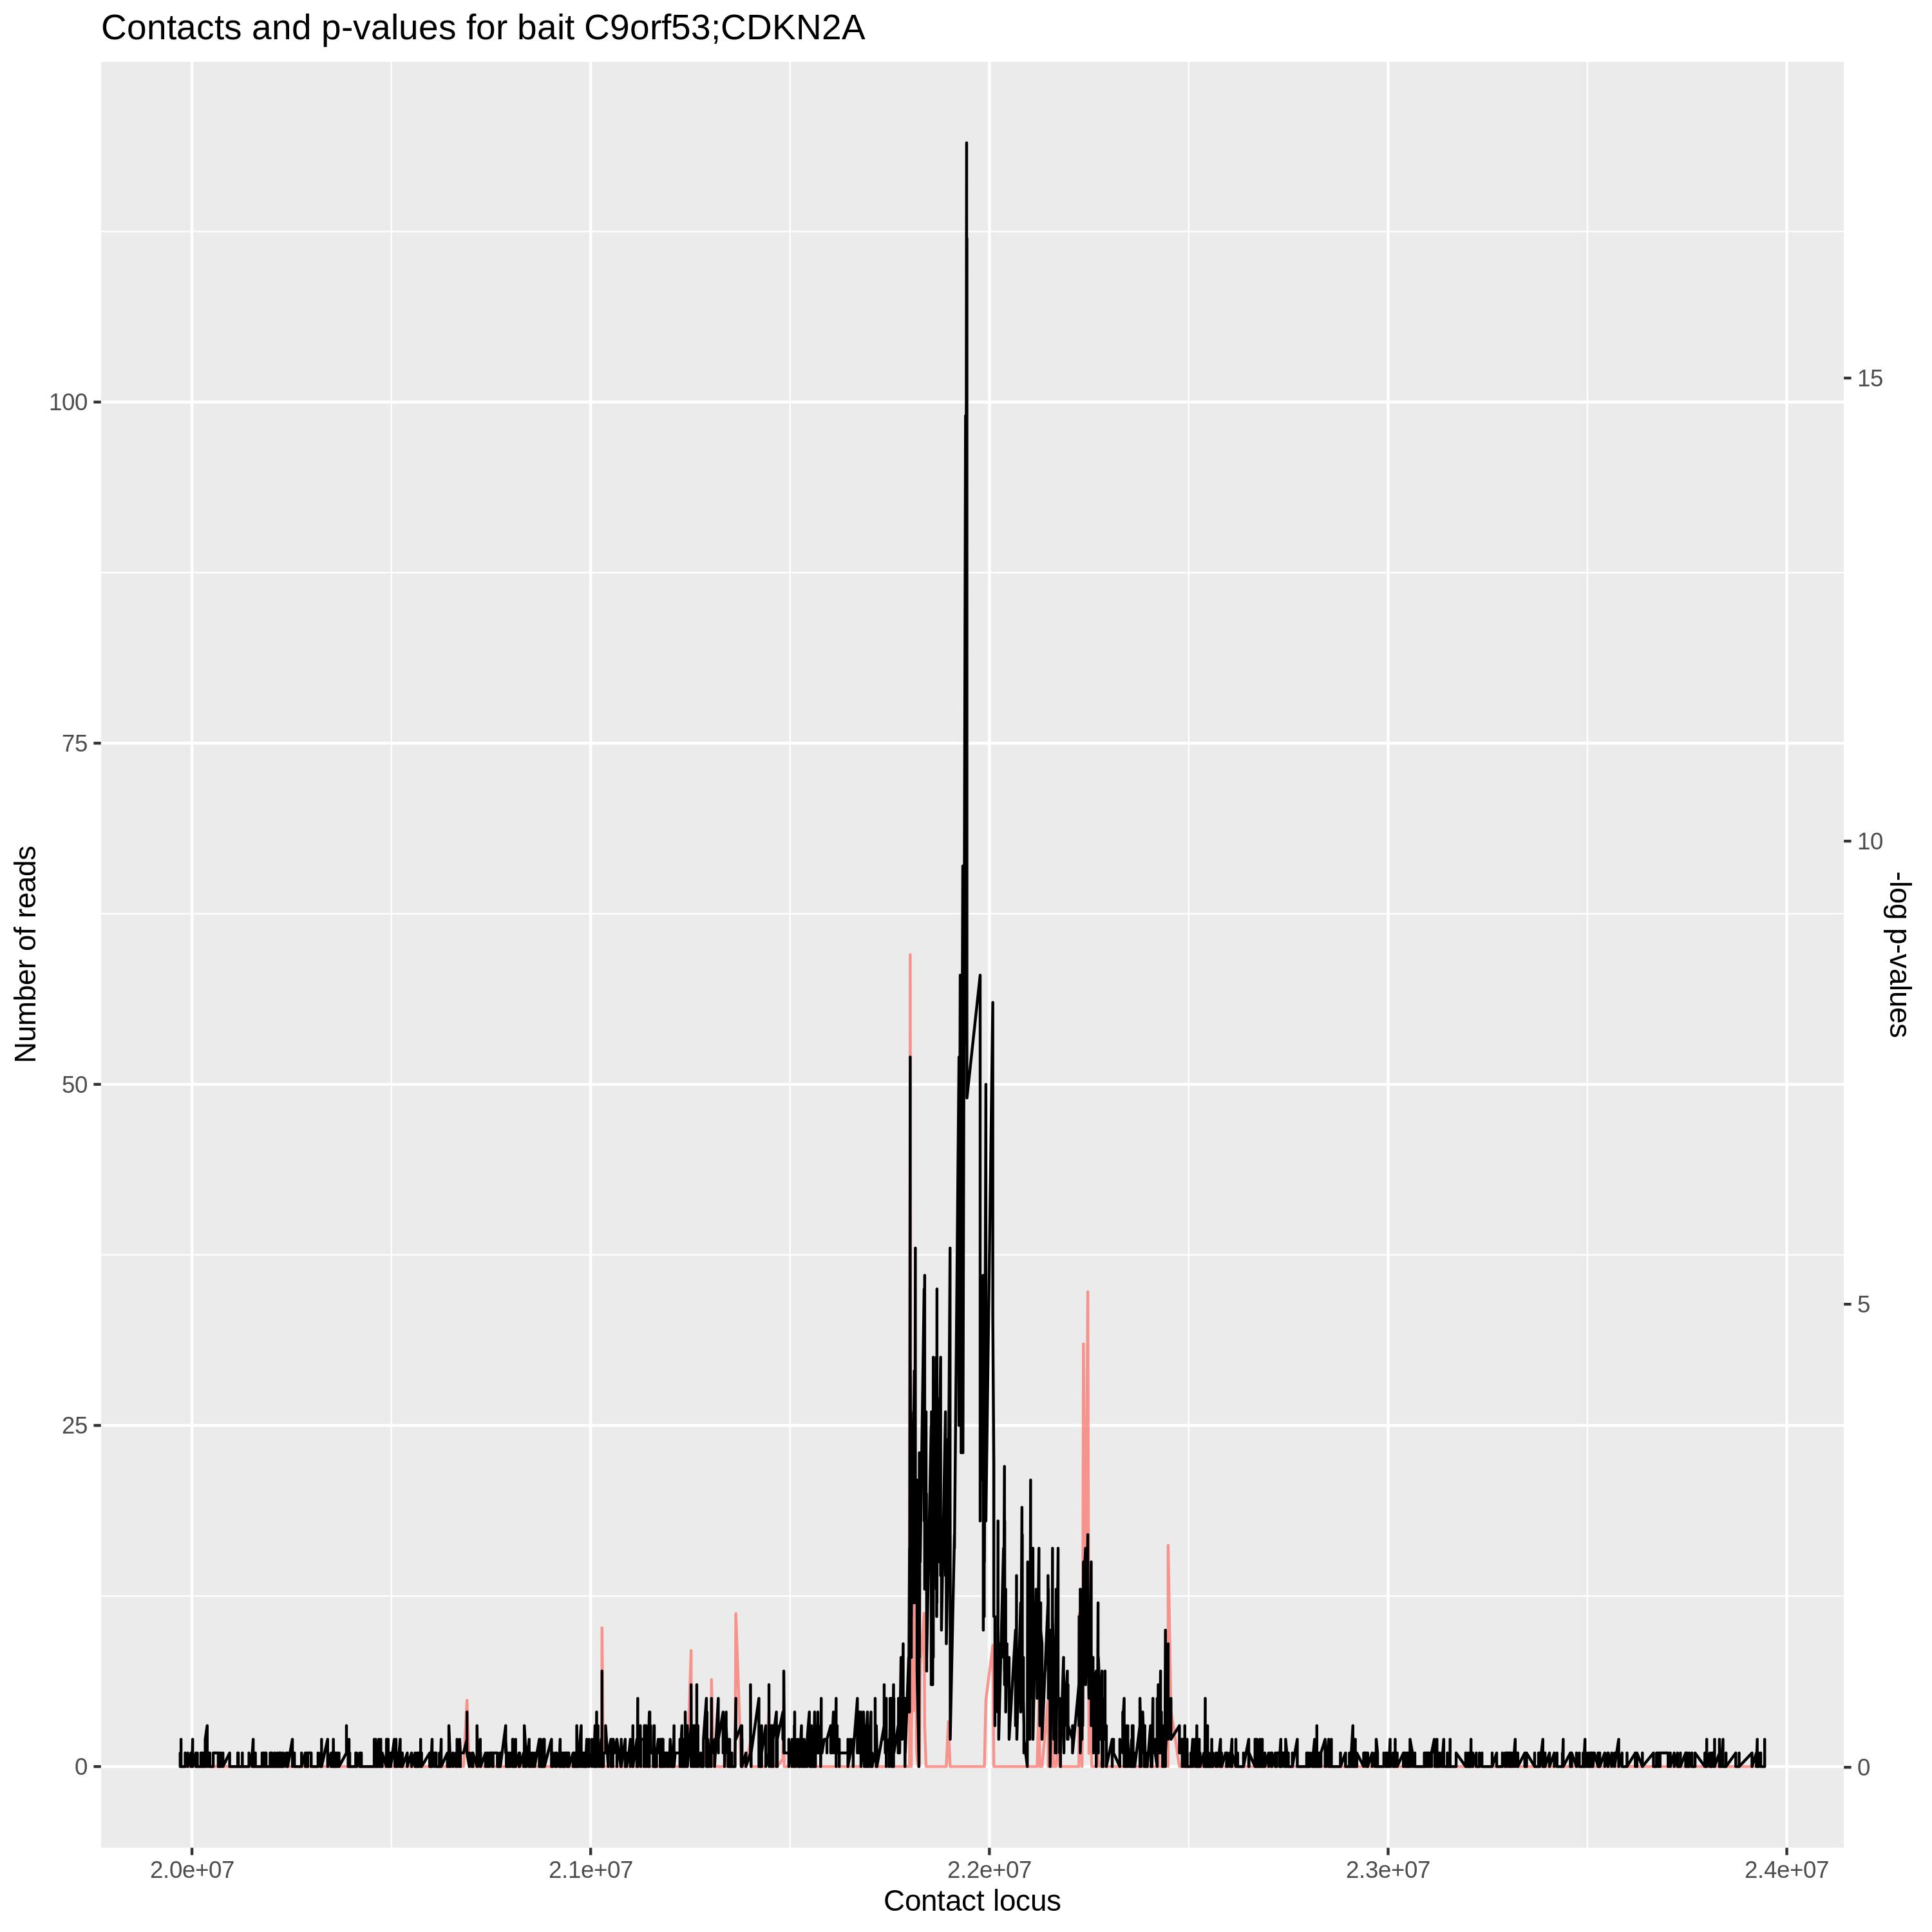 Contacts and p-values for bait C9orf53;CDKN2A
Number of reads
100
75
50
25
0
15
10
5
0
-log p-values
2.0e+07
2.1e+07
2.2e+07
2.3e+07
2.4e+07
Contact locus